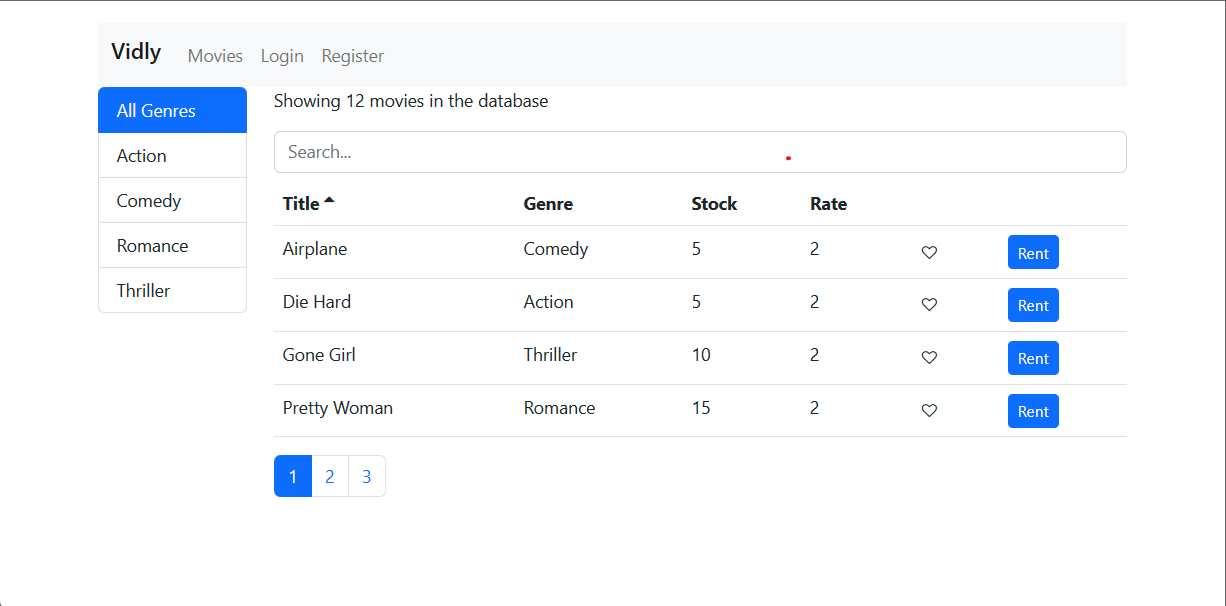 Vidly Movies Login Register
All Genres
Action
Comedy
Romance
Thriller
Showing 12 movies in the database
Search...
Title Genre Stock Rate
Airplane Comedy 5 2 Rent
Die Hard Action 5 2 Rent
Gone Girl Thriller 10 2 Rent
Pretty Woman Romance 15 2 Rent
1 2 3